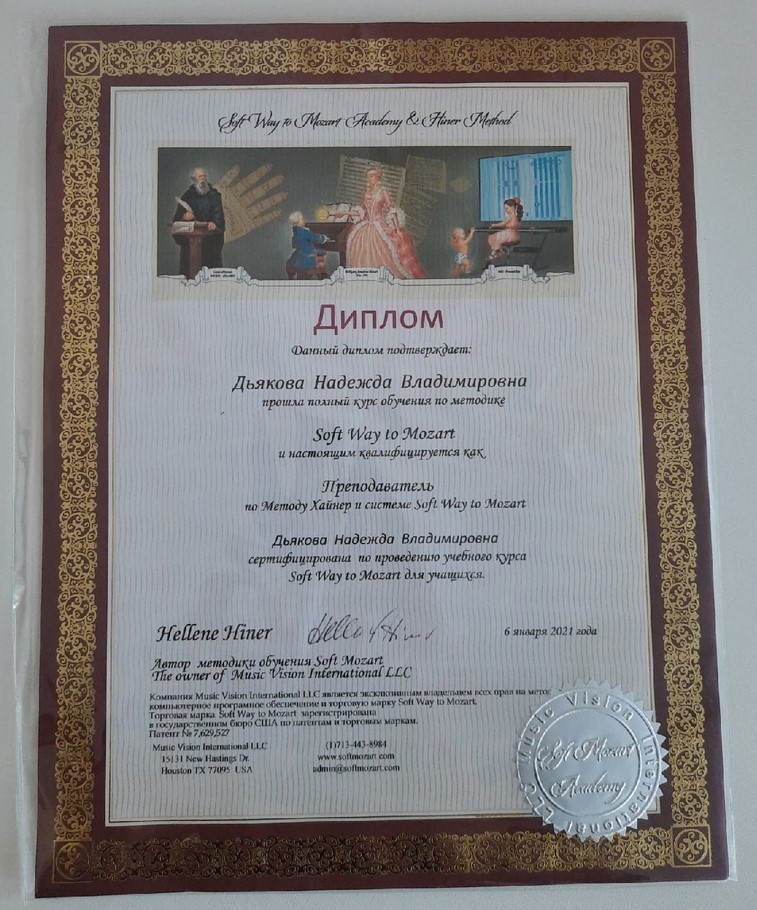 Soft Way to Mozart Academy & Hiner Method
Диплом
Данный диплом подтверждает:
Дьякова Надежда Владимировна
прошла полный курс обучения по методике
Soft Way to Mozart
и настоящим квалифицируется как
Преподаватель
по Методу Хайнер и системе Soft Way to Mozart
Дьякова Надежда Владимировна
сертифицирована по проведению учебного курса
Soft Way to Mozart для учащихся.
Hellene Hiner
6 января 2021 года
Автор методики обучения Soft Mozart
The owner of Music Vision International LLC
Компания Music Vision International LLC является эксклюзивным владельцем всех прав на
компьютерное програмное обеспечение и торговую марку Soft Way to Mozart.
Торговая марка Soft Way to Mozart зарегистрирована
в государственном бюро США по патентам и торговым маркам.
Патент № 7,629,527
Music Vision International LLC (1)713-443-8984
15131 New Hastings Dr. www.softmozart.com
Houston TX 77095 USA admin@softmozart.com
Music Vision International LLC
Soft Mozart
Academy